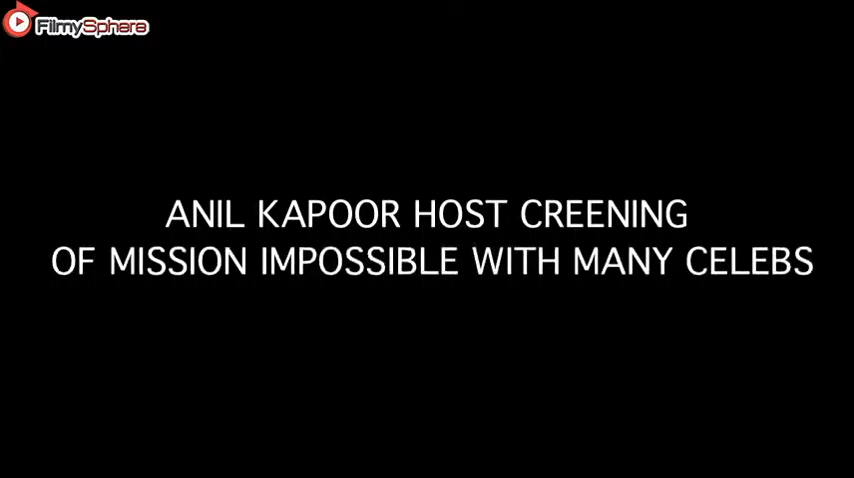 FilmySphere
ANIL KAPOOR HOST CREENING
OF MISSION IMPOSSIBLE WITH MANY CELEBS